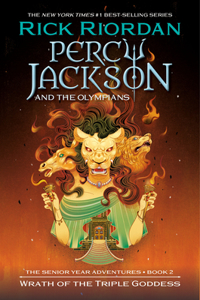 THE NEW YORK TIMES #1 BEST-SELLING SERIES
RICK RIORDAN
PERCY
JACKSON
AND THE OLYMPIANS
THE SENIOR YEAR ADVENTURES • BOOK 2
WRATH OF THE TRIPLE GODDESS